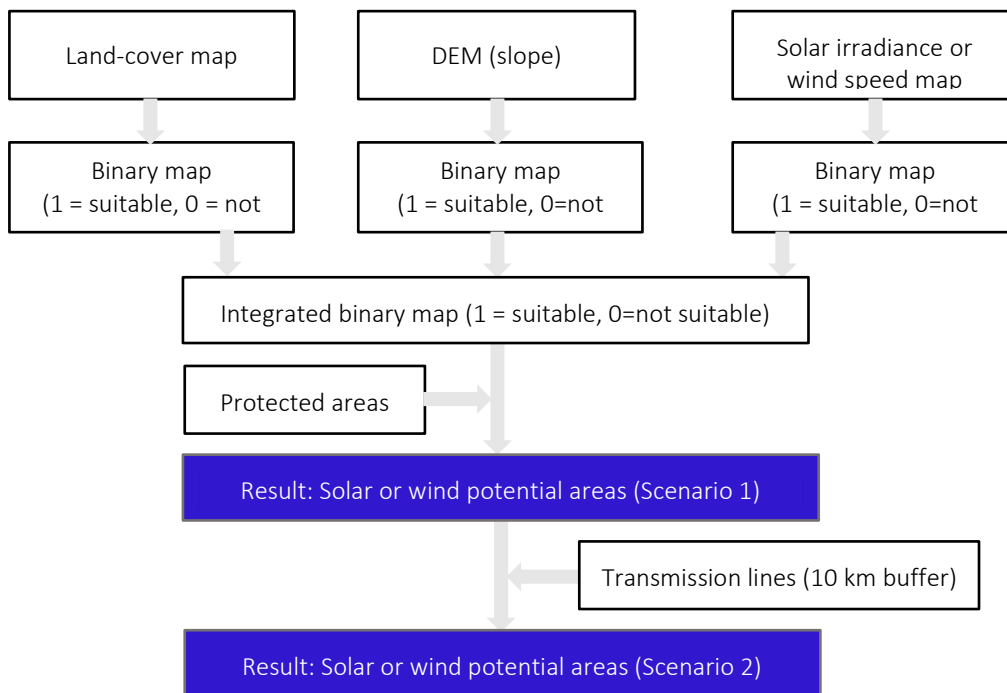 Land-cover map
DEM (slope)
Solar irradiance or
wind speed map
Binary map
(1 = suitable, 0 = not
Binary map
(1 = suitable, 0=not
Binary map
(1 = suitable, 0=not
Integrated binary map (1 = suitable, 0=not suitable)
Protected areas
Result: Solar or wind potential areas (Scenario 1)
Transmission lines (10 km buffer)
Result: Solar or wind potential areas (Scenario 2)